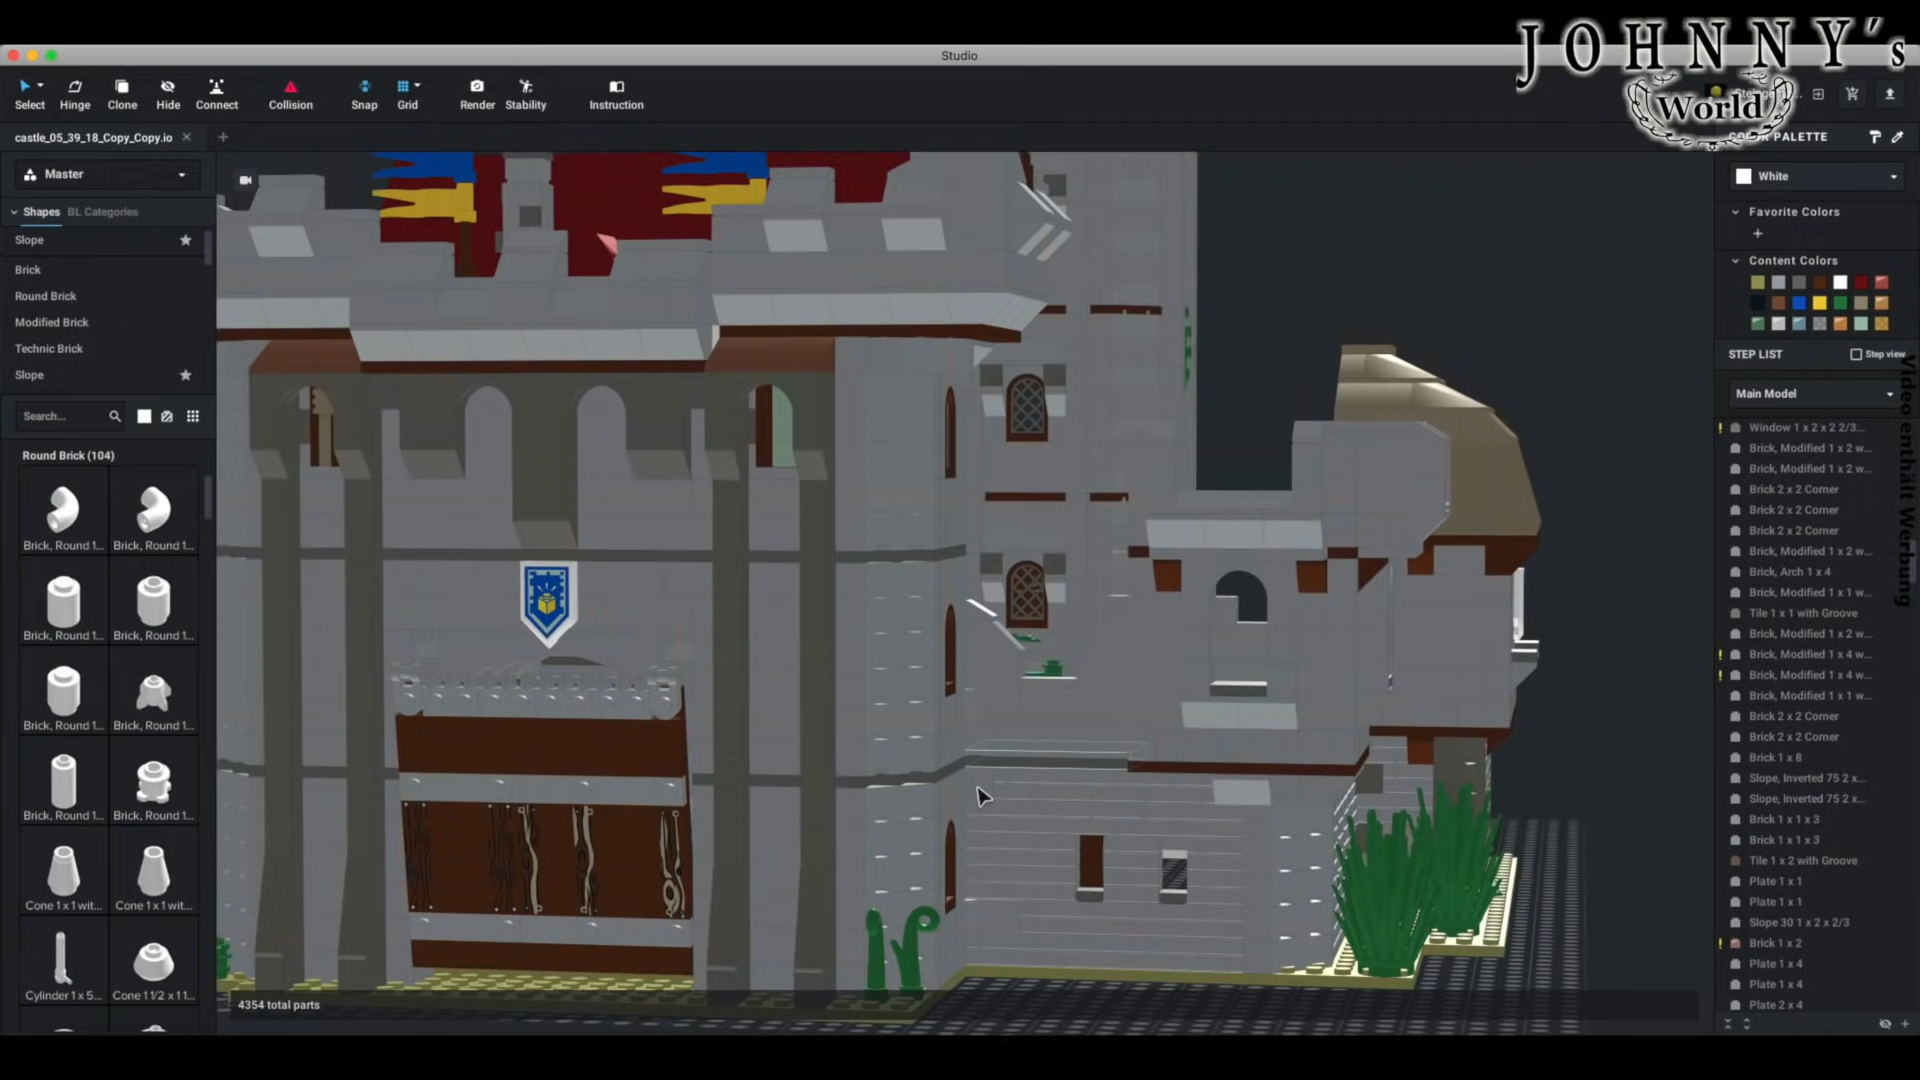 JOHNNY's
World
Studio
Select
Hinge
Clone
Hide
Connect
Collision
Snap
Grid
Render
Stability
Instruction
castle_05_39_18_Copy_Copy.io
Master
Shapes
BL Categories
Slope
Brick
Round Brick
Modified Brick
Technic Brick
Slope
Search...
Round Brick (104)
Brick, Round 1...
Brick, Round 1...
Brick, Round 1...
Brick, Round 1...
Brick, Round 1...
Brick, Round 1...
Brick, Round 1...
Brick, Round 1...
Cone 1 x 1 wit...
Cone 1 x 1 wit...
Cylinder 1 x 5...
Cone 1 1/2 x 11...
4354 total parts
COLOR PALETTE
White
Favorite Colors
Content Colors
STEP LIST
Step view
Main Model
Window 1 x 2 x 2 2/3...
Brick, Modified 1 x 2 w...
Brick, Modified 1 x 2 w...
Brick 2 x 2 Corner
Brick 2 x 2 Corner
Brick 2 x 2 Corner
Brick, Modified 1 x 2 w...
Brick, Arch 1 x 4
Brick, Modified 1 x 1 w...
Tile 1 x 1 with Groove
Brick, Modified 1 x 2 w...
Brick, Modified 1 x 4 w...
Brick, Modified 1 x 4 w...
Brick, Modified 1 x 1 w...
Brick 2 x 2 Corner
Brick 2 x 2 Corner
Brick 1 x 8
Slope, Inverted 75 2 x...
Slope, Inverted 75 2 x...
Brick 1 x 1 x 3
Brick 1 x 1 x 3
Tile 1 x 2 with Groove
Plate 1 x 1
Plate 1 x 1
Slope 30 1 x 2 x 2/3
Brick 1 x 2
Plate 1 x 4
Plate 1 x 4
Plate 2 x 4
Video enthält Werbung